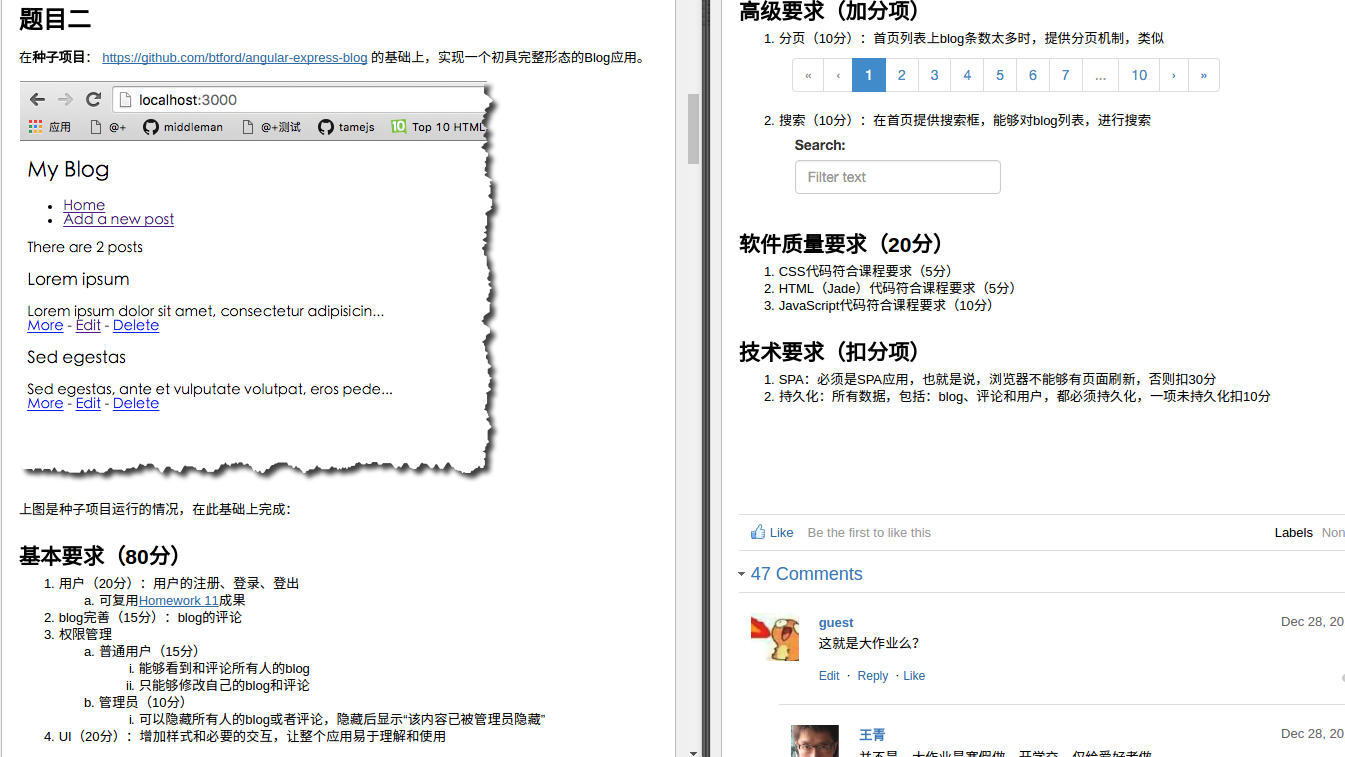 题目二
在种子项目： https://github.com/btford/angular-express-blog 的基础上，实现一个初具完整形态的Blog应用。
localhost:3000
应用 @+ middleman @+测试 tamejs Top 10 HTML
My Blog
Home
Add a new post
There are 2 posts
Lorem ipsum
Lorem ipsum dolor sit amet, consectetur adipisicin...
More - Edit - Delete
Sed egestas
Sed egestas, ante et vulputate volutpat, eros pede...
More - Edit - Delete
上图是种子项目运行的情况，在此基础上完成：
基本要求（80分）
1. 用户（20分）：用户的注册、登录、登出
a. 可复用Homework 11成果
2. blog完善（15分）：blog的评论
3. 权限管理
a. 普通用户（15分）
i. 能够看到和评论所有人的blog
ii. 只能够修改自己的blog和评论
b. 管理员（10分）
i. 可以隐藏所有人的blog或者评论，隐藏后显示“该内容已被管理员隐藏”
4. UI（20分）：增加样式和必要的交互，让整个应用易于理解和使用
高级要求（加分项）
1. 分页（10分）：首页列表上blog条数太多时，提供分页机制，类似
« ‹ 1 2 3 4 5 6 7 ... 10 › »
2. 搜索（10分）：在首页提供搜索框，能够对blog列表，进行搜索
Search:
Filter text
软件质量要求（20分）
1. CSS代码符合课程要求（5分）
2. HTML（Jade）代码符合课程要求（5分）
3. JavaScript代码符合课程要求（10分）
技术要求（扣分项）
1. SPA：必须是SPA应用，也就是说，浏览器不能够有页面刷新，否则扣30分
2. 持久化：所有数据，包括：blog、评论和用户，都必须持久化，一项未持久化扣10分
Like Be the first to like this Labels Non
47 Comments
guest Dec 28, 20
这就是大作业么？
Edit · Reply · Like
王青 Dec 28, 20
并不是，大作业是寒假做，开学交，仅给爱好者做